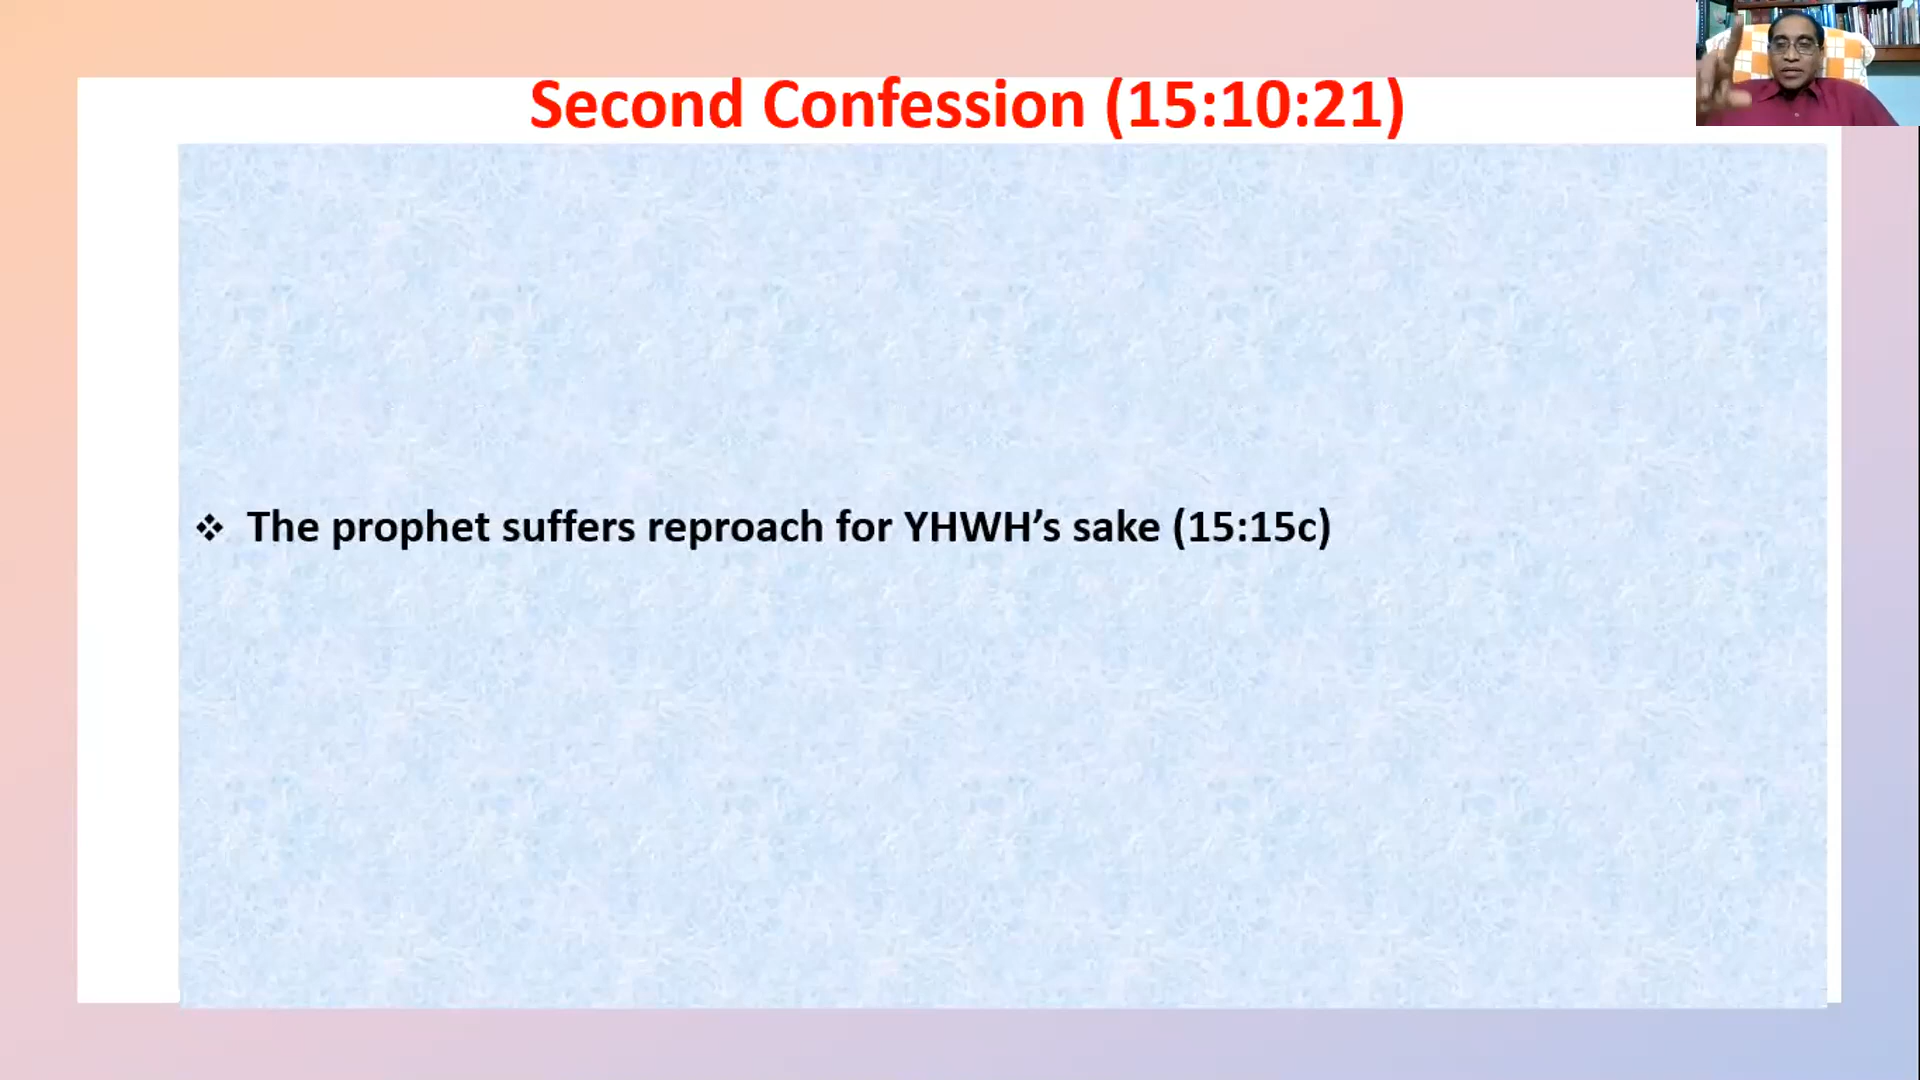 Second Confession (15:10:21)
❖ The prophet suffers reproach for YHWH’s sake (15:15c)